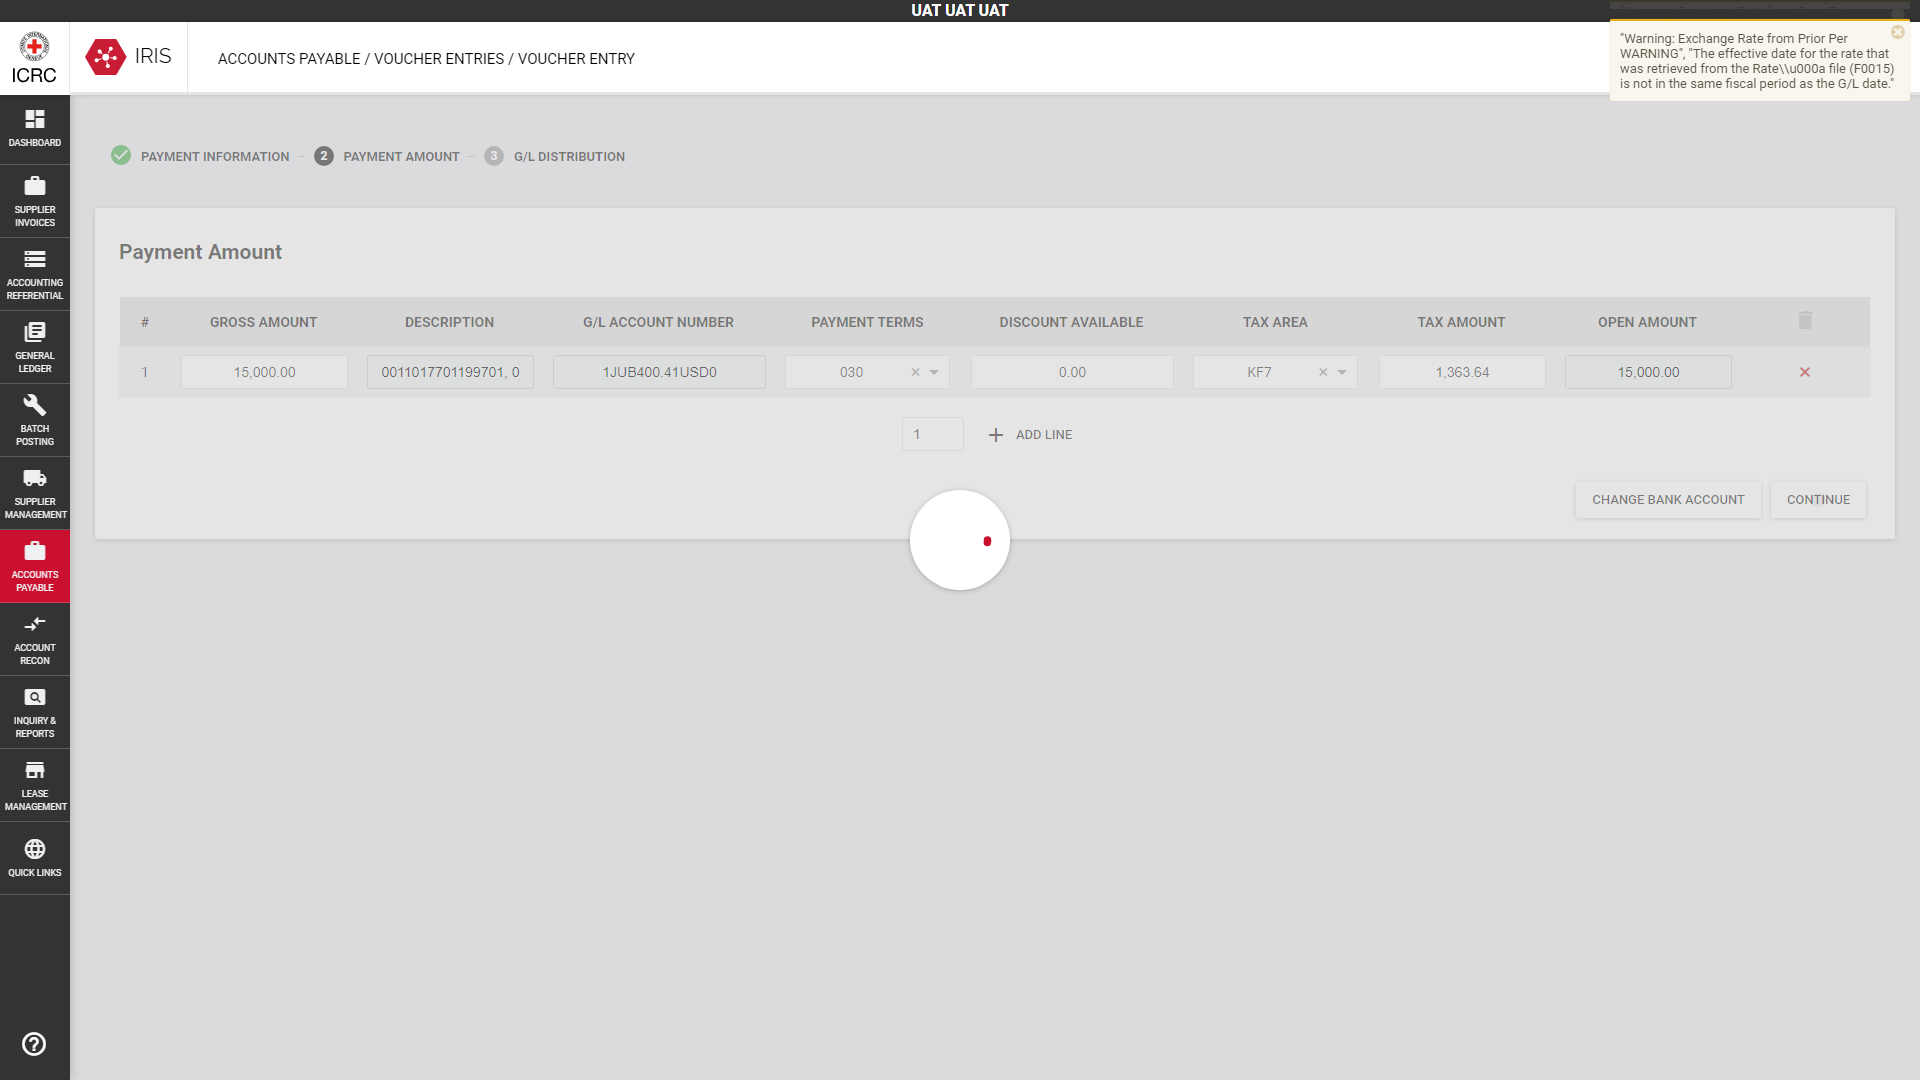 UAT UAT UAT
ICRC
IRIS
ACCOUNTS PAYABLE / VOUCHER ENTRIES / VOUCHER ENTRY
"Warning: Exchange Rate from Prior Per
WARNING", "The effective date for the rate that
was retrieved from the Rate\\u000a file (F0015)
is not in the same fiscal period as the G/L date."
DASHBOARD
SUPPLIER
INVOICES
ACCOUNTING
REFERENTIAL
GENERAL
LEDGER
BATCH
POSTING
SUPPLIER
MANAGEMENT
ACCOUNTS
PAYABLE
ACCOUNT
RECON
INQUIRY &
REPORTS
LEASE
MANAGEMENT
QUICK LINKS
PAYMENT INFORMATION
2 PAYMENT AMOUNT
3 G/L DISTRIBUTION
Payment Amount
# GROSS AMOUNT DESCRIPTION G/L ACCOUNT NUMBER PAYMENT TERMS DISCOUNT AVAILABLE TAX AREA TAX AMOUNT OPEN AMOUNT
1 15,000.00 0011017701199701, 0 1JUB400.41USD0 030 0.00 KF7 1,363.64 15,000.00
1 ADD LINE
CHANGE BANK ACCOUNT CONTINUE